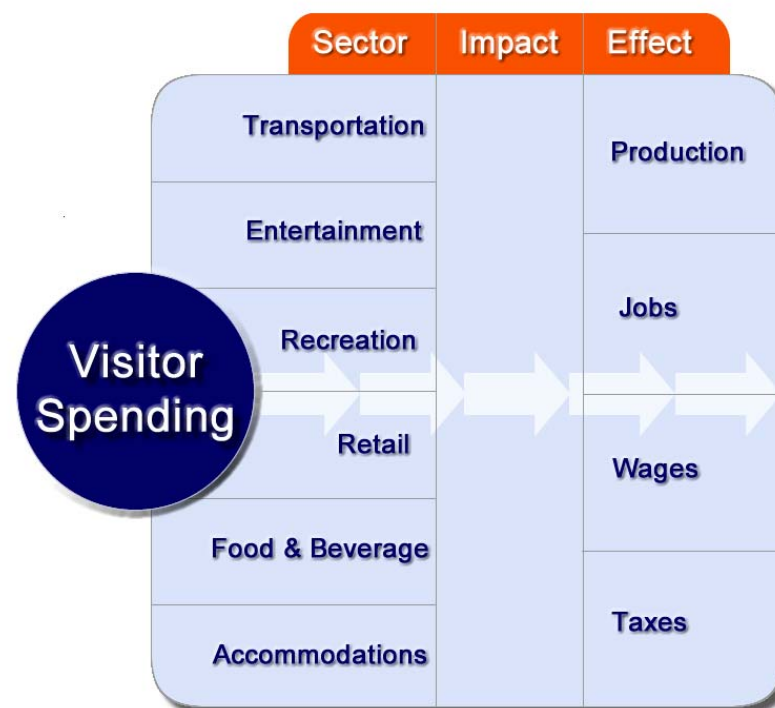 Sector Impact Effect
Transportation
Entertainment
Recreation
Retail
Food & Beverage
Accommodations
Visitor
Spending
Production
Jobs
Wages
Taxes